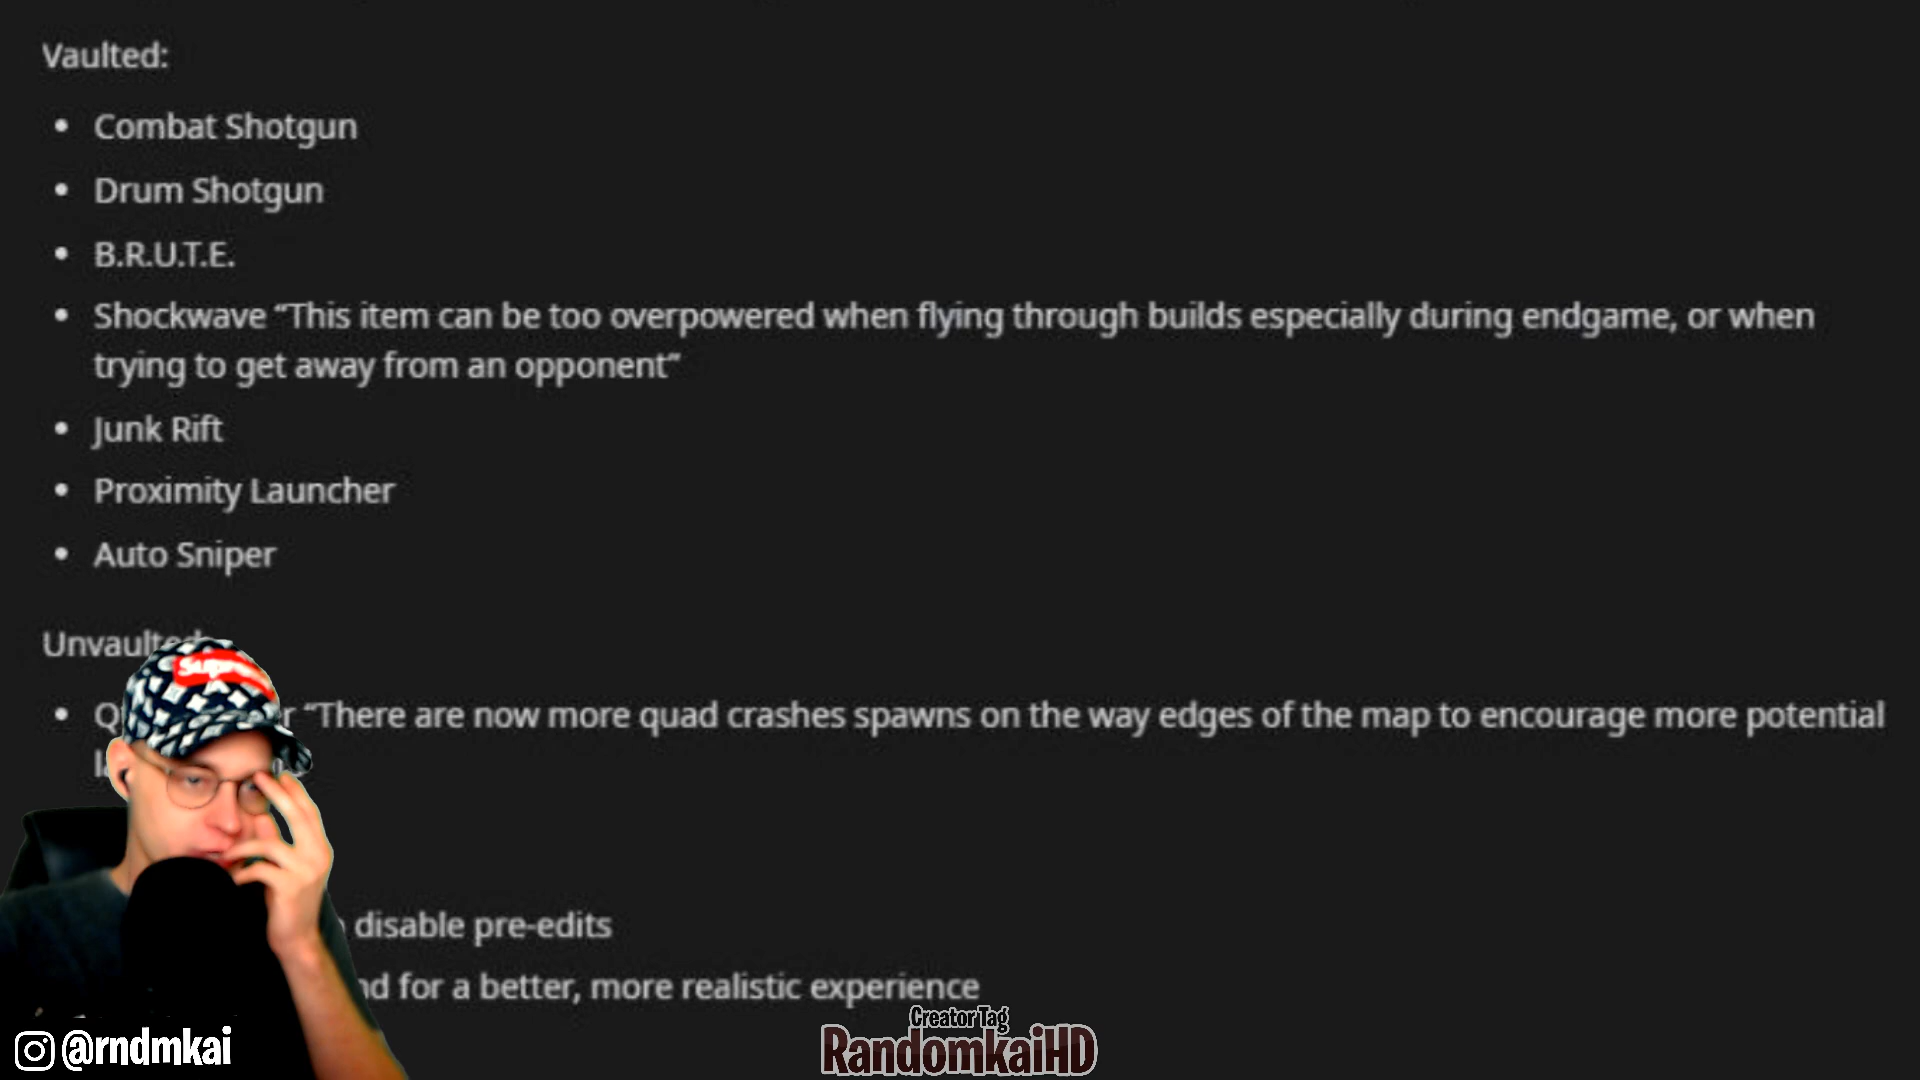 Vaulted:
• Combat Shotgun
• Drum Shotgun
• B.R.U.T.E.
• Shockwave “This item can be too overpowered when flying through builds especially during endgame, or when
trying to get away from an opponent”
• Junk Rift
• Proximity Launcher
• Auto Sniper
Unvaulted:
• “There are now more quad crashes spawns on the way edges of the map to encourage more potential
disable pre-edits
for a better, more realistic experience
@rndmkai
Creator Tag
RandomkaiHD